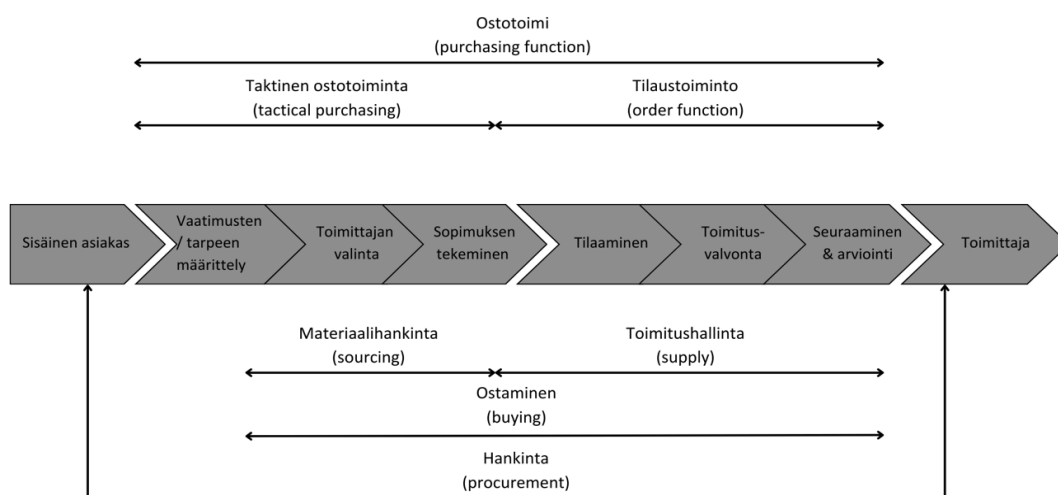 Ostotoimi
(purchasing function)
Taktinen ostotoiminta
(tactical purchasing)
Tilaustoiminto
(order function)
Sisäinen asiakas
Vaatimusten
/ tarpeen
määrittely
Toimittajan
valinta
Sopimuksen
tekeminen
Tilaaminen
Toimitus-
valvonta
Seuraaminen
& arviointi
Toimittaja
Materiaalihankinta
(sourcing)
Toimitushallinta
(supply)
Ostaminen
(buying)
Hankinta
(procurement)